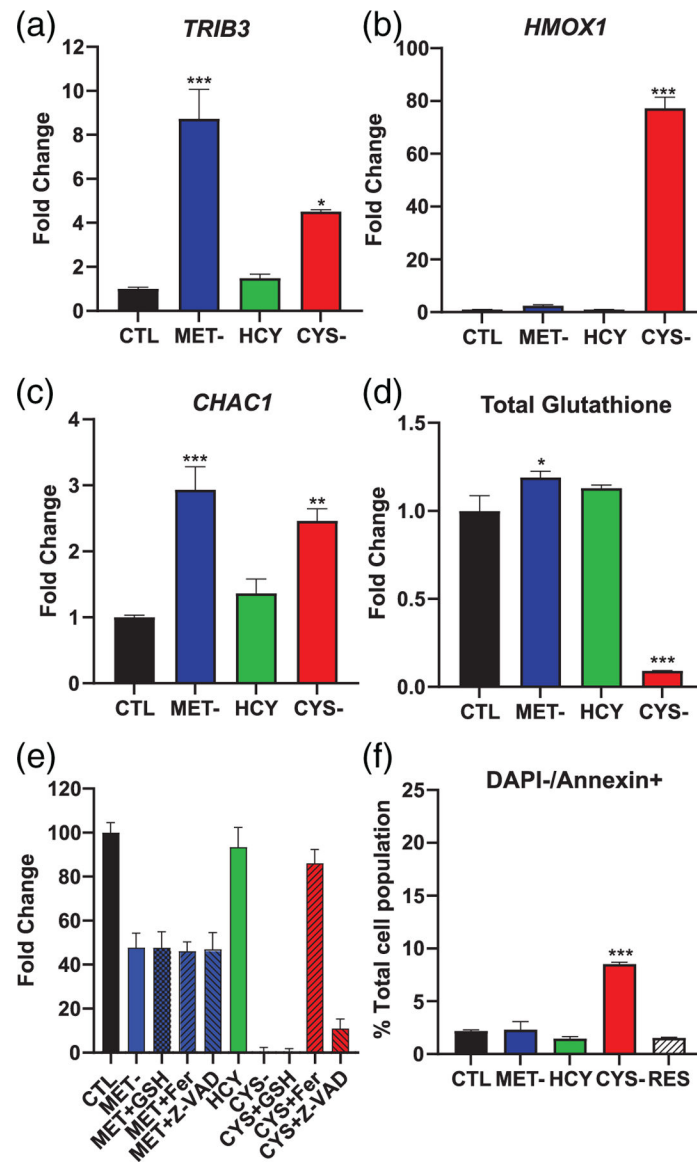 (a)
TRIB3
Fold Change
12
10
8
6
4
2
0
***
*
CTL MET- HCY CYS-
(b)
HMOX1
Fold Change
100
80
60
40
20
0
***
CTL MET- HCY CYS-
(c)
CHAC1
Fold Change
4
3
2
1
0
***
**
CTL MET- HCY CYS-
(d)
Total Glutathione
Fold Change
1.5
1.0
0.5
0.0
*
***
CTL MET- HCY CYS-
(e)
Fold Change
120
100
80
60
40
20
0
CTL
MET-
MET+GSH
MET+Fer
MET+Z-VAD
HCY
CYS-
CYS+GSH
CYS+Fer
CYS+Z-VAD
(f)
DAPI-/Annexin+
% Total cell population
25
20
15
10
5
0
***
CTL MET- HCY CYS- RES